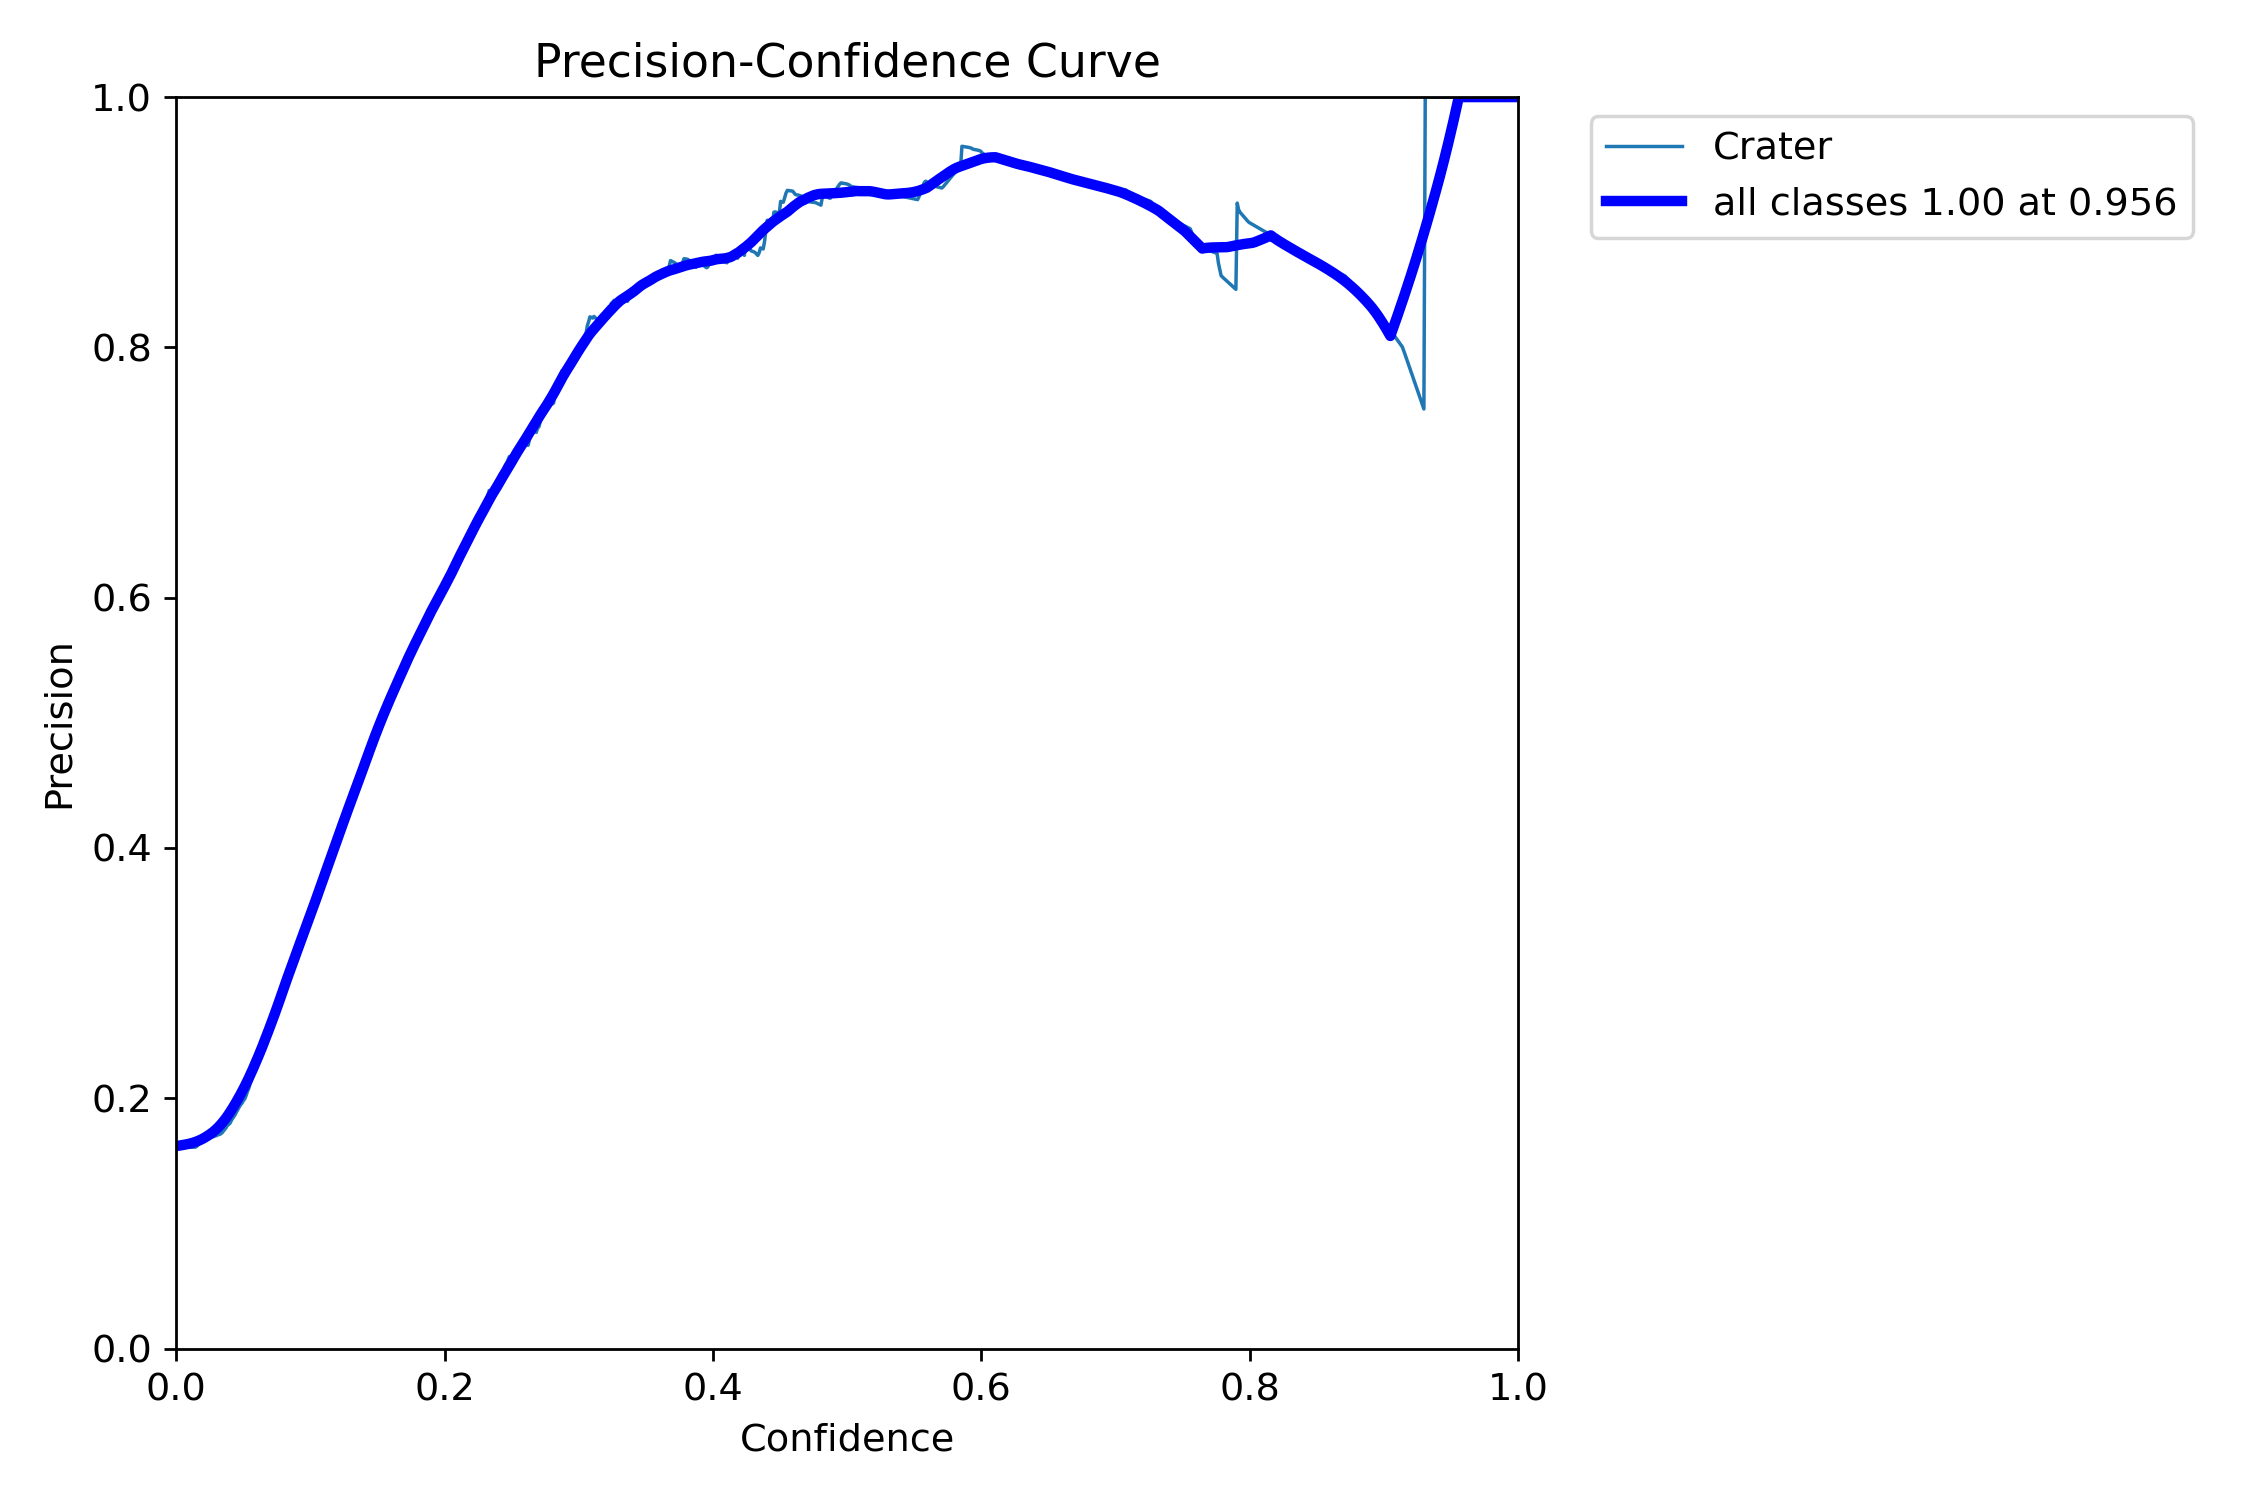 Precision-Confidence Curve
Crater
all classes 1.00 at 0.956
Precision
1.0
0.8
0.6
0.4
0.2
0.0
0.0 0.2 0.4 0.6 0.8 1.0
Confidence